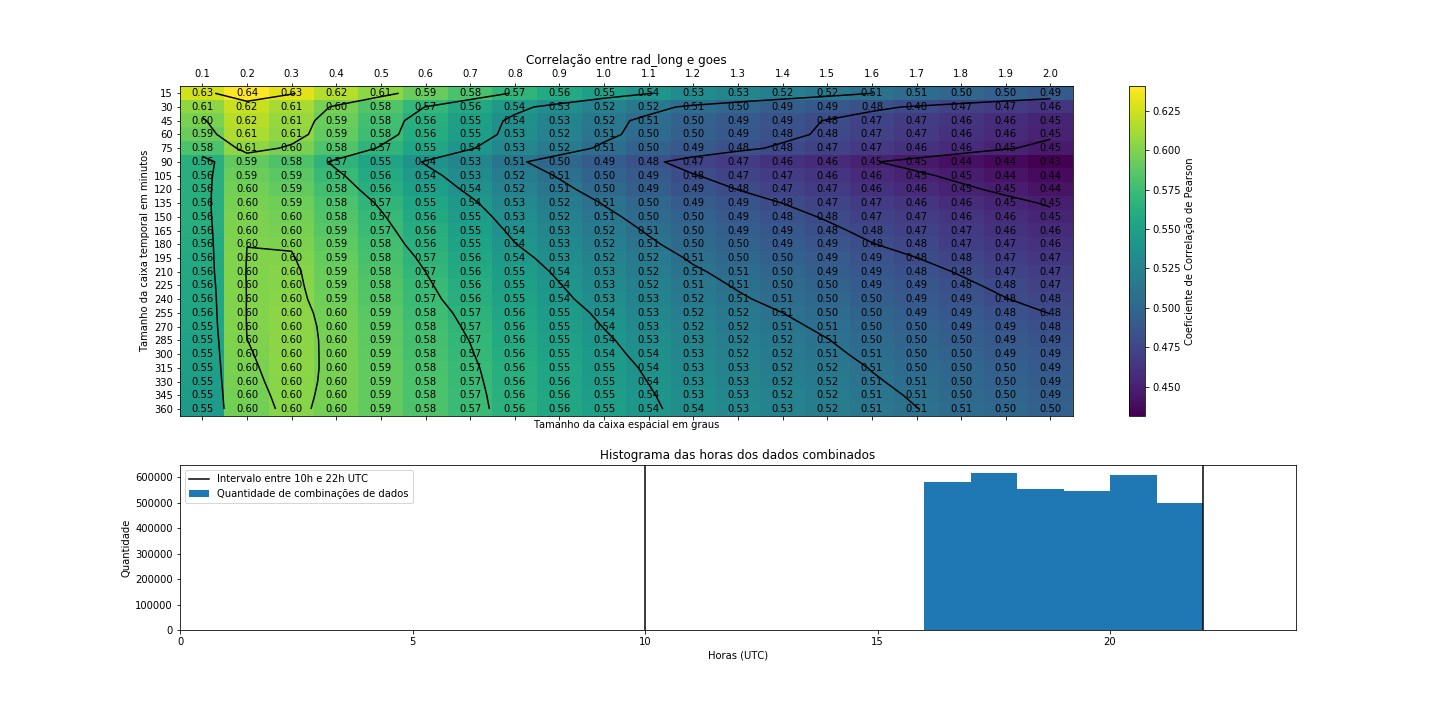 Correlação entre rad_long e goes
0.1 0.2 0.3 0.4 0.5 0.6 0.7 0.8 0.9 1.0 1.1 1.2 1.3 1.4 1.5 1.6 1.7 1.8 1.9 2.0
15 0.63 0.64 0.63 0.62 0.61 0.59 0.58 0.57 0.56 0.55 0.54 0.53 0.53 0.52 0.52 0.51 0.51 0.50 0.50 0.49
30 0.61 0.62 0.61 0.60 0.58 0.57 0.56 0.54 0.53 0.52 0.52 0.51 0.50 0.49 0.49 0.48 0.48 0.47 0.47 0.46
45 0.60 0.62 0.61 0.59 0.58 0.56 0.55 0.54 0.53 0.52 0.51 0.50 0.49 0.49 0.48 0.47 0.47 0.46 0.46 0.45
60 0.59 0.61 0.61 0.59 0.58 0.56 0.55 0.53 0.52 0.51 0.50 0.50 0.49 0.48 0.48 0.47 0.47 0.46 0.46 0.45
75 0.58 0.61 0.60 0.58 0.57 0.55 0.54 0.53 0.52 0.51 0.50 0.49 0.48 0.48 0.47 0.47 0.46 0.46 0.45 0.45
90 0.56 0.59 0.58 0.57 0.55 0.54 0.53 0.51 0.50 0.49 0.48 0.47 0.47 0.46 0.46 0.45 0.45 0.44 0.44 0.43
105 0.56 0.59 0.59 0.57 0.56 0.54 0.53 0.52 0.51 0.50 0.49 0.48 0.47 0.47 0.46 0.46 0.45 0.45 0.44 0.44
120 0.56 0.60 0.59 0.58 0.56 0.55 0.54 0.52 0.51 0.50 0.49 0.49 0.48 0.47 0.47 0.46 0.46 0.45 0.45 0.44
135 0.56 0.60 0.59 0.58 0.57 0.55 0.54 0.53 0.52 0.51 0.50 0.49 0.49 0.48 0.47 0.47 0.46 0.46 0.45 0.45
150 0.56 0.60 0.60 0.58 0.57 0.56 0.55 0.53 0.52 0.51 0.50 0.50 0.49 0.48 0.48 0.47 0.47 0.46 0.46 0.45
165 0.56 0.60 0.60 0.59 0.57 0.56 0.55 0.53 0.52 0.52 0.51 0.50 0.49 0.49 0.48 0.48 0.47 0.47 0.46 0.46
180 0.56 0.60 0.60 0.59 0.58 0.56 0.55 0.54 0.53 0.52 0.51 0.50 0.50 0.49 0.49 0.48 0.48 0.47 0.47 0.46
195 0.56 0.60 0.60 0.59 0.58 0.57 0.56 0.54 0.53 0.52 0.52 0.51 0.50 0.50 0.49 0.49 0.48 0.48 0.47 0.47
210 0.56 0.60 0.60 0.59 0.58 0.57 0.56 0.55 0.54 0.53 0.52 0.51 0.51 0.50 0.49 0.49 0.48 0.48 0.47 0.47
225 0.56 0.60 0.60 0.59 0.58 0.57 0.56 0.55 0.54 0.53 0.52 0.51 0.51 0.50 0.50 0.49 0.49 0.48 0.48 0.47
240 0.56 0.60 0.60 0.59 0.58 0.57 0.56 0.55 0.54 0.53 0.53 0.52 0.51 0.51 0.50 0.50 0.49 0.49 0.48 0.48
255 0.56 0.60 0.60 0.60 0.59 0.58 0.57 0.56 0.55 0.54 0.53 0.52 0.52 0.51 0.50 0.50 0.49 0.49 0.48 0.48
270 0.55 0.60 0.60 0.60 0.59 0.58 0.57 0.56 0.55 0.54 0.53 0.52 0.52 0.51 0.51 0.50 0.50 0.49 0.49 0.48
285 0.55 0.60 0.60 0.60 0.59 0.58 0.57 0.56 0.55 0.54 0.53 0.53 0.52 0.52 0.51 0.50 0.50 0.49 0.49 0.49
300 0.55 0.60 0.60 0.60 0.59 0.58 0.57 0.56 0.55 0.54 0.54 0.53 0.52 0.52 0.51 0.51 0.50 0.50 0.49 0.49
315 0.55 0.60 0.60 0.60 0.59 0.58 0.57 0.56 0.55 0.55 0.54 0.53 0.53 0.52 0.52 0.51 0.50 0.50 0.50 0.49
330 0.55 0.60 0.60 0.60 0.59 0.58 0.57 0.56 0.56 0.55 0.54 0.53 0.53 0.52 0.52 0.51 0.51 0.50 0.50 0.49
345 0.55 0.60 0.60 0.60 0.59 0.58 0.57 0.56 0.56 0.55 0.54 0.53 0.53 0.52 0.52 0.51 0.51 0.50 0.50 0.49
360 0.55 0.60 0.60 0.60 0.59 0.58 0.57 0.56 0.56 0.55 0.54 0.54 0.53 0.53 0.52 0.51 0.51 0.51 0.50 0.50
Tamanho da caixa temporal em minutos
Tamanho da caixa espacial em graus
0.625
0.600
0.575
0.550
0.525
0.500
0.475
0.450
Coeficiente de Correlação de Pearson
Histograma das horas dos dados combinados
Intervalo entre 10h e 22h UTC
Quantidade de combinações de dados
600000
500000
400000
300000
200000
100000
0
Quantidade
0 5 10 15 20
Horas (UTC)